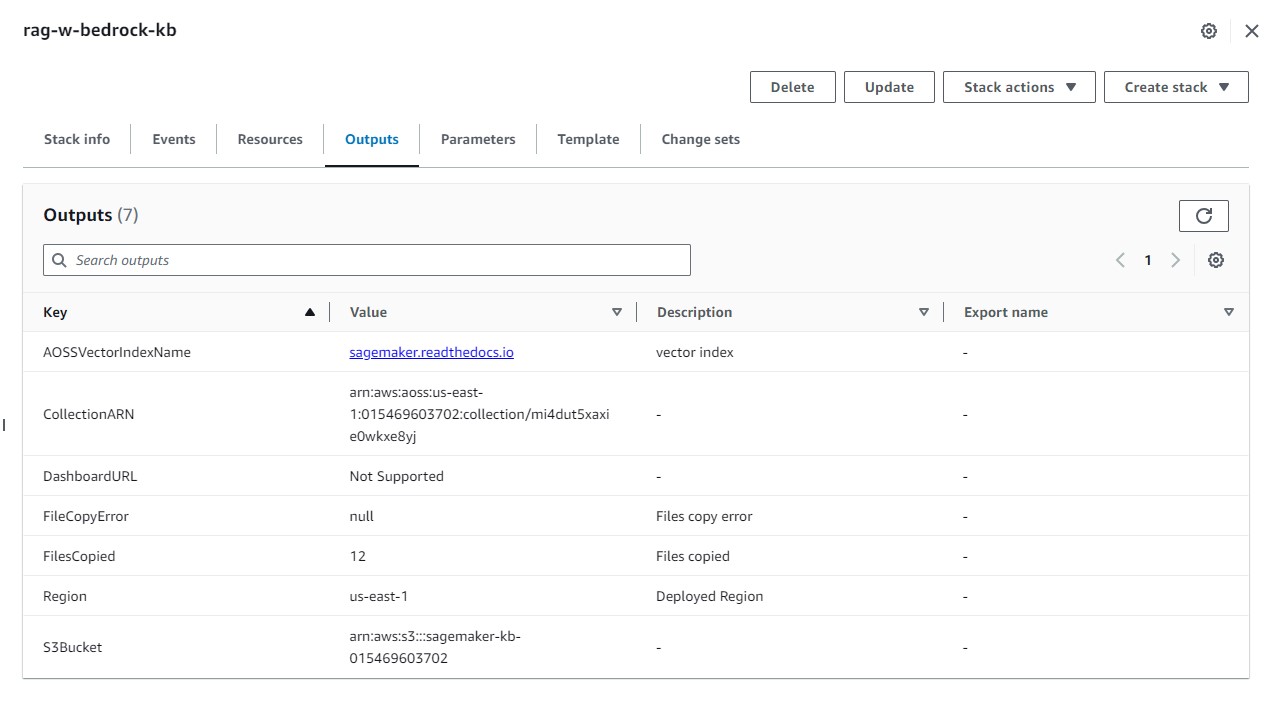 rag-w-bedrock-kb
Delete
Update
Stack actions
Create stack
Stack info
Events
Resources
Outputs
Parameters
Template
Change sets
Outputs (7)
Search outputs
1
Key Value Description Export name
AOSSVectorIndexName sagemaker.readthedocs.io vector index -
arn:aws:aoss:us-east-
CollectionARN 1:015469603702:collection/mi4dut5xaxi - -
e0wkxe8yj
DashboardURL Not Supported - -
FileCopyError null Files copy error -
FilesCopied 12 Files copied -
Region us-east-1 Deployed Region -
arn:aws:s3:::sagemaker-kb-
S3Bucket - -
015469603702